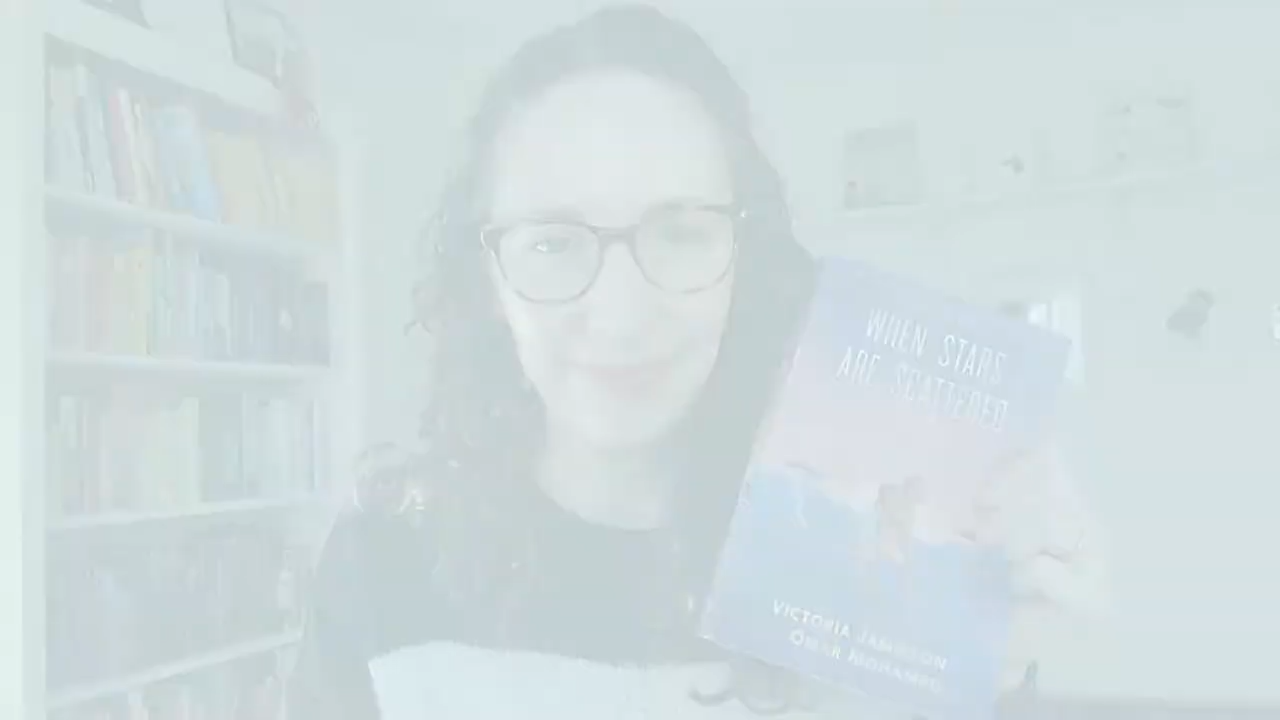 WHEN STARS
ARE SCATTERED
VICTORIA JAMIESON
OMAR MOHAMED